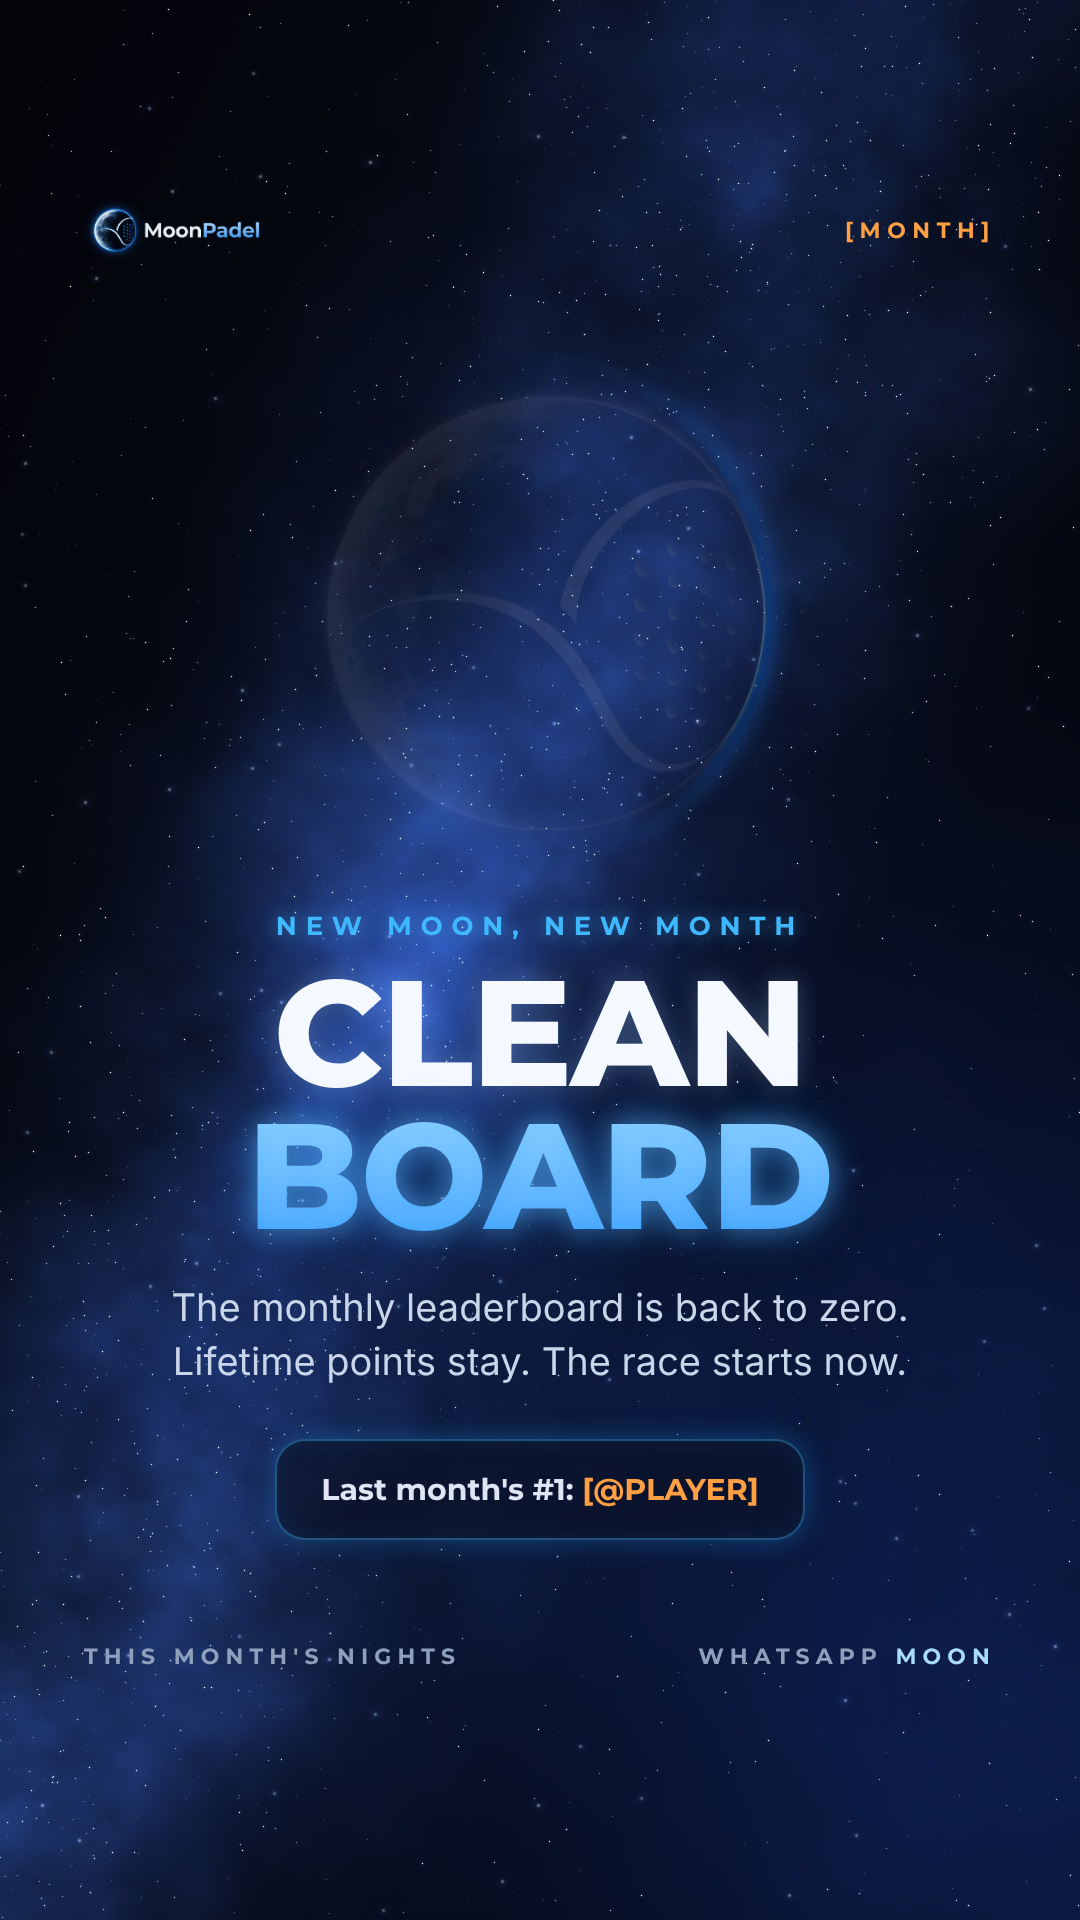 MoonPadel
[MONTH]
NEW MOON, NEW MONTH
CLEAN
BOARD
The monthly leaderboard is back to zero.
Lifetime points stay. The race starts now.
Last month's #1: [@PLAYER]
THIS MONTH'S NIGHTS
WHATSAPP MOON